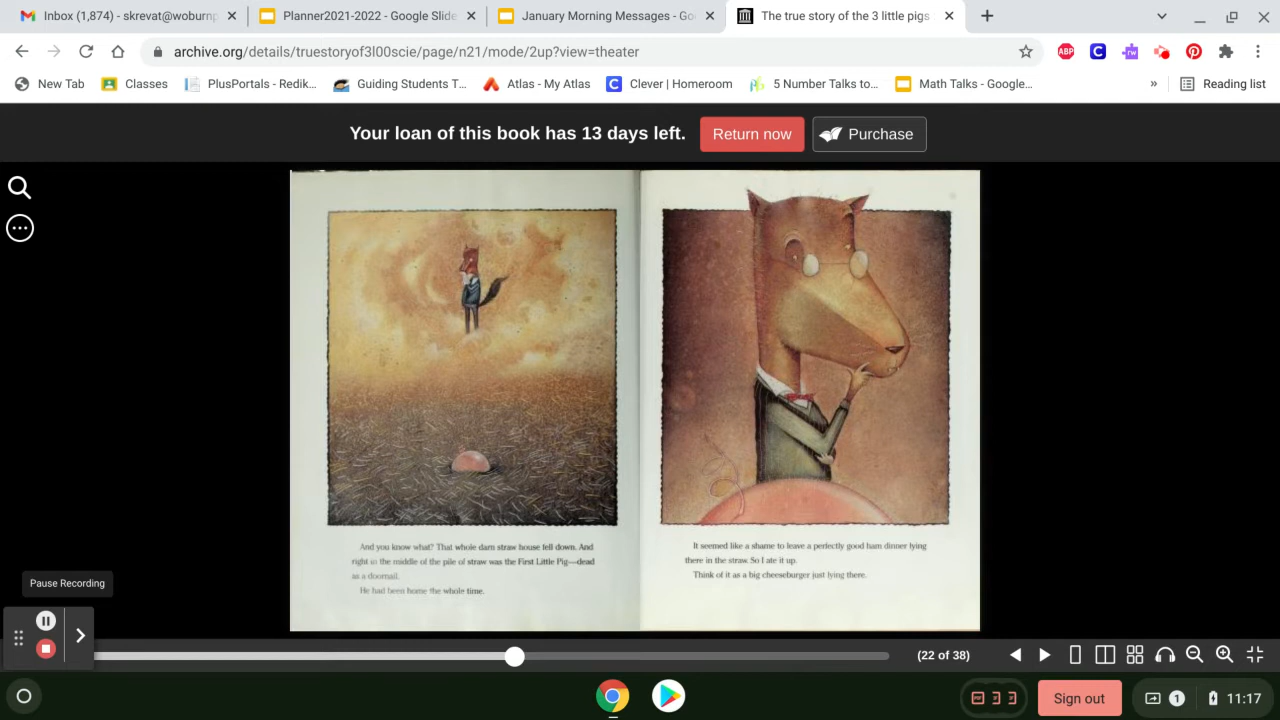 Inbox (1,874) - skrevat@woburnp
Planner2021-2022 - Google Slide
January Morning Messages - Go
The true story of the 3 little pigs
archive.org/details/truestoryof3l00scie/page/n21/mode/2up?view=theater
ABP
C
rw
New Tab
Classes
PlusPortals - Redik...
Guiding Students T...
Atlas - My Atlas
C
Clever | Homeroom
5 Number Talks to...
Math Talks - Google...
»
Reading list
Your loan of this book has 13 days left.
Return now
Purchase
And you know what? That whole darn straw house fell down. And
right in the middle of the pile of straw was the First Little Pig—dead
as a doornail.
He had been home the whole time.
It seemed like a shame to leave a perfectly good ham dinner lying
there in the straw. So I ate it up.
Think of it as a big cheeseburger just lying there.
Pause Recording
(22 of 38)
Sign out
1
11:17